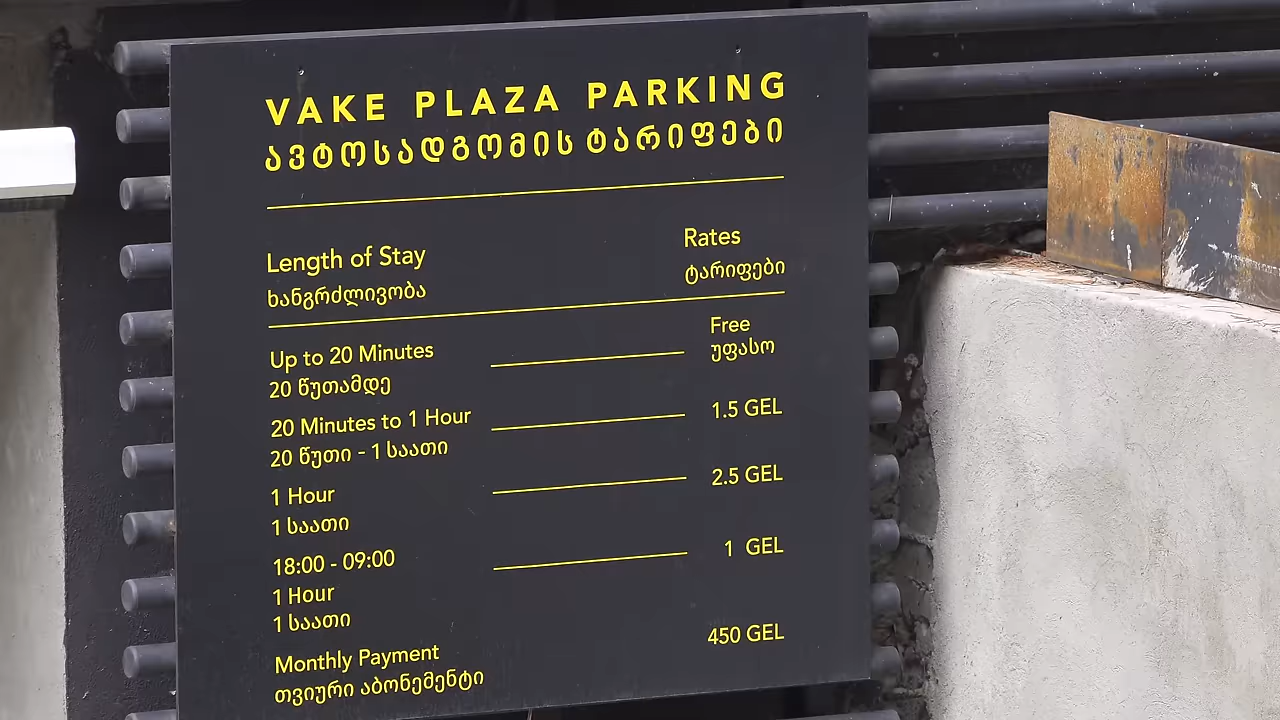 VAKE PLAZA PARKING
ავტოსადგომის ტარიფები
Length of Stay
ხანგრძლივობა
Rates
ტარიფები
Up to 20 Minutes
20 წუთამდე
Free
უფასო
20 Minutes to 1 Hour
20 წუთი - 1 საათი
1.5 GEL
1 Hour
1 საათი
2.5 GEL
18:00 - 09:00
1 Hour
1 საათი
1 GEL
Monthly Payment
თვიური აბონემენტი
450 GEL